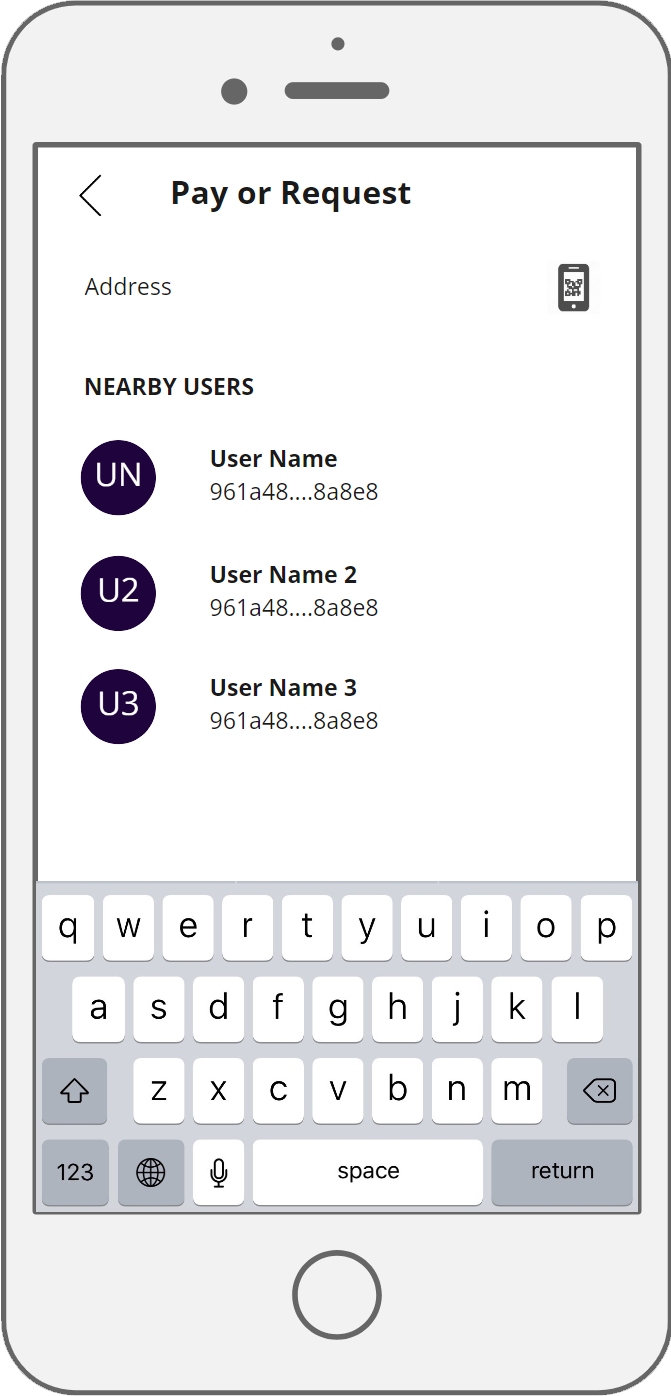 Pay or Request
Address
NEARBY USERS
UN
User Name
961a48....8a8e8
U2
User Name 2
961a48....8a8e8
U3
User Name 3
961a48....8a8e8
q w e r t y u i o p
a s d f g h j k l
z x c v b n m
123 space return